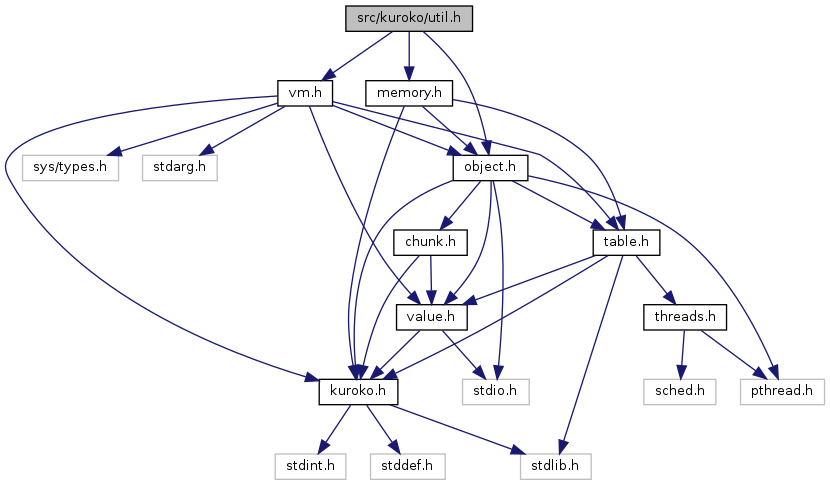 src/kuroko/util.h
vm.h
memory.h
sys/types.h
stdarg.h
object.h
chunk.h
table.h
value.h
threads.h
kuroko.h
stdio.h
sched.h
pthread.h
stdint.h
stddef.h
stdlib.h